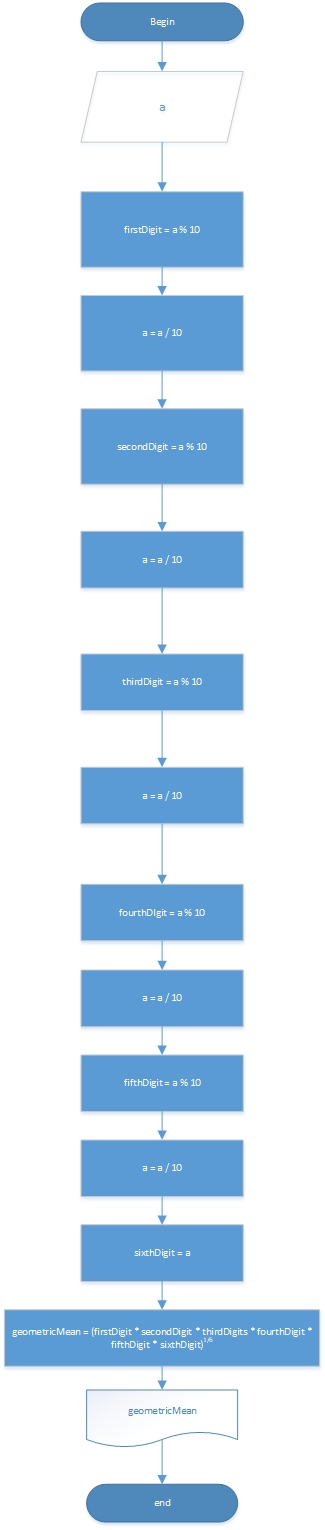 Begin
a
firstDigit = a % 10
a = a / 10
secondDigit = a % 10
a = a / 10
thirdDigit = a % 10
a = a / 10
fourthDIgit = a % 10
a = a / 10
fifthDigit = a % 10
a = a / 10
sixthDigit = a
geometricMean = (firstDigit * secondDigit * thirdDigits * fourthDigit *
fifthDigit * sixthDigit)^1,6
geometricMean
end